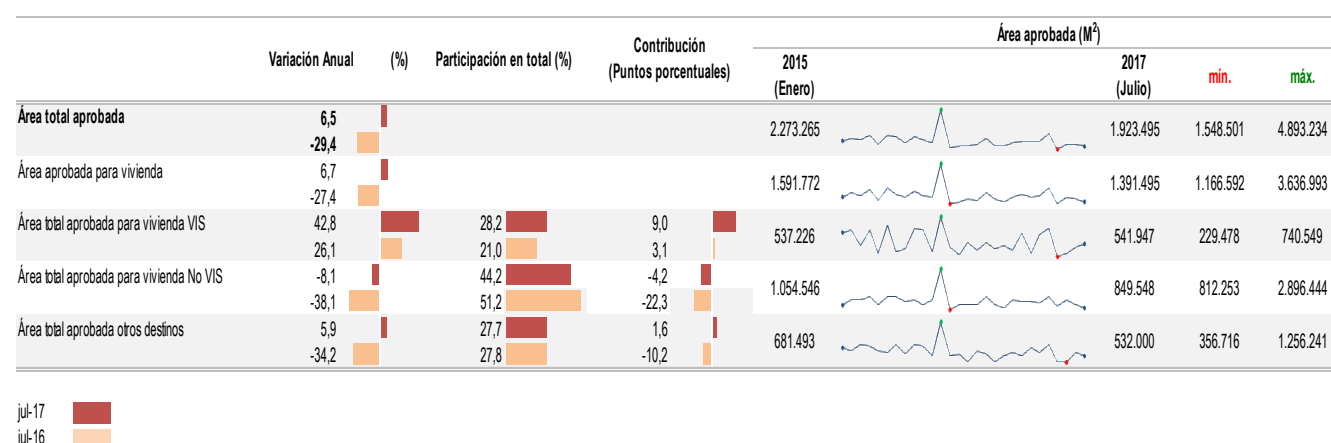 Variación Anual (%) Participación en total (%) Contribución (Puntos porcentuales) Área aprobada (M2)
2015 (Enero) 2017 (Julio) mín. máx.
Área total aprobada 6,5
-29,4
2.273.265 1.923.495 1.548.501 4.893.234
Área aprobada para vivienda 6,7
-27,4
1.591.772 1.391.495 1.166.592 3.636.993
Área total aprobada para vivienda VIS 42,8 28,2 9,0
26,1 21,0 3,1
537.226 541.947 229.478 740.549
Área total aprobada para vivienda No VIS -8,1 44,2 -4,2
-38,1 51,2 -22,3
1.054.546 849.548 812.253 2.896.444
Área total aprobada otros destinos 5,9 27,7 1,6
-34,2 27,8 -10,2
681.493 532.000 356.716 1.256.241
jul-17
jul-16